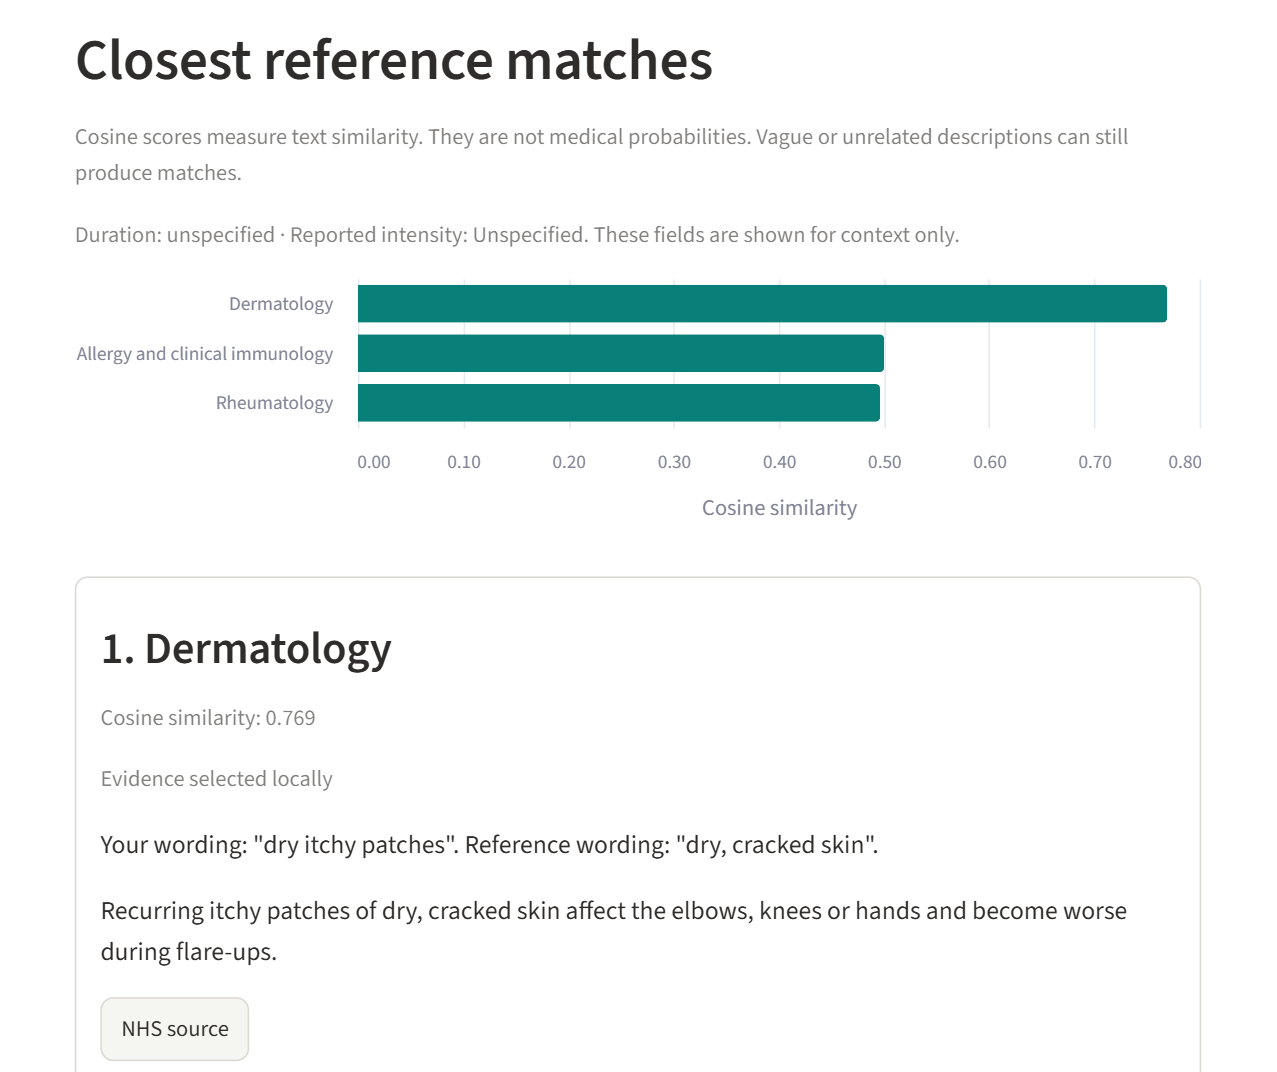 Closest reference matches
Cosine scores measure text similarity. They are not medical probabilities. Vague or unrelated descriptions can still
produce matches.
Duration: unspecified · Reported intensity: Unspecified. These fields are shown for context only.
Dermatology
Allergy and clinical immunology
Rheumatology
0.00 0.10 0.20 0.30 0.40 0.50 0.60 0.70 0.80
Cosine similarity
1. Dermatology
Cosine similarity: 0.769
Evidence selected locally
Your wording: "dry itchy patches". Reference wording: "dry, cracked skin".
Recurring itchy patches of dry, cracked skin affect the elbows, knees or hands and become worse
during flare-ups.
NHS source